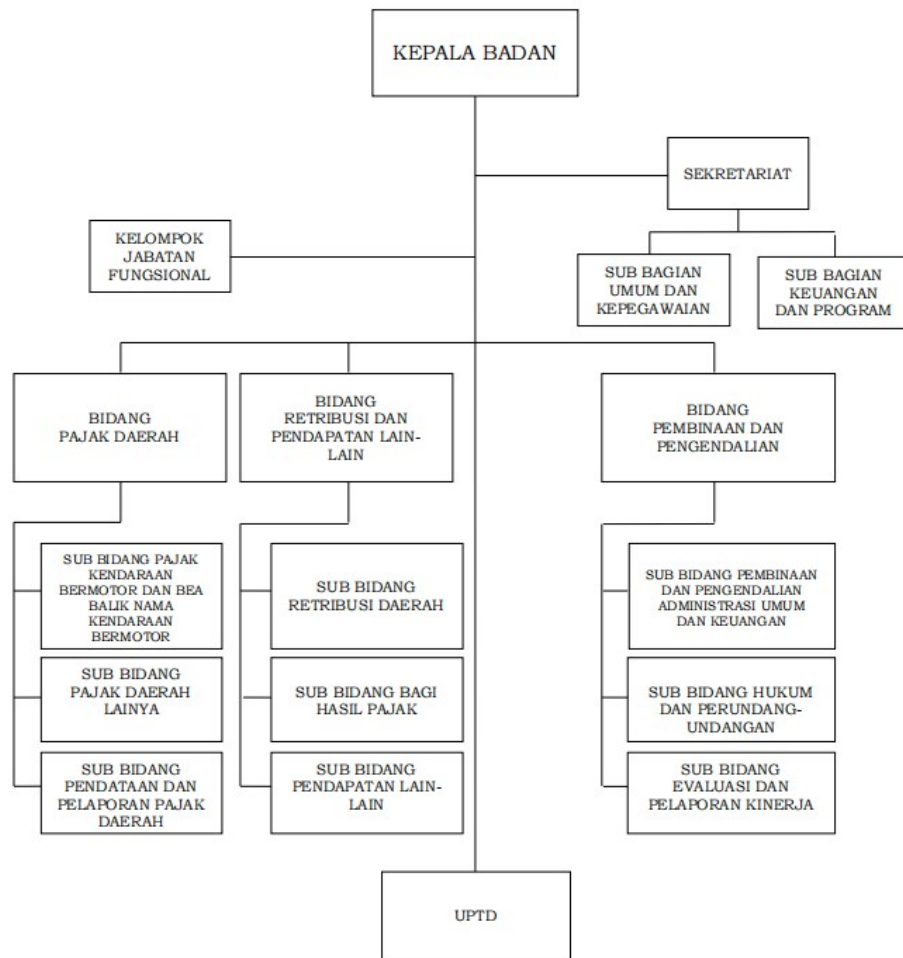 KEPALA BADAN
SEKRETARIAT
KELOMPOK
JABATAN
FUNGSIONAL
SUB BAGIAN
UMUM DAN
KEPEGAWAIAN
SUB BAGIAN
KEUANGAN
DAN PROGRAM
BIDANG
PAJAK DAERAH
BIDANG
RETRIBUSI DAN
PENDAPATAN LAIN-
LAIN
BIDANG
PEMBINAAN DAN
PENGENDALIAN
SUB BIDANG PAJAK
KENDARAAN
BERMOTOR DAN BEA
BALIK NAMA
KENDARAAN
BERMOTOR
SUB BIDANG
RETRIBUSI DAERAH
SUB BIDANG PEMBINAAN
DAN PENGENDALIAN
ADMINISTRASI UMUM
DAN KEUANGAN
SUB BIDANG
PAJAK DAERAH
LAINYA
SUB BIDANG BAGI
HASIL PAJAK
SUB BIDANG HUKUM
DAN PERUNDANG-
UNDANGAN
SUB BIDANG
PENDATAAN DAN
PELAPORAN PAJAK
DAERAH
SUB BIDANG
PENDAPATAN LAIN-
LAIN
SUB BIDANG
EVALUASI DAN
PELAPORAN KINERJA
UPTD